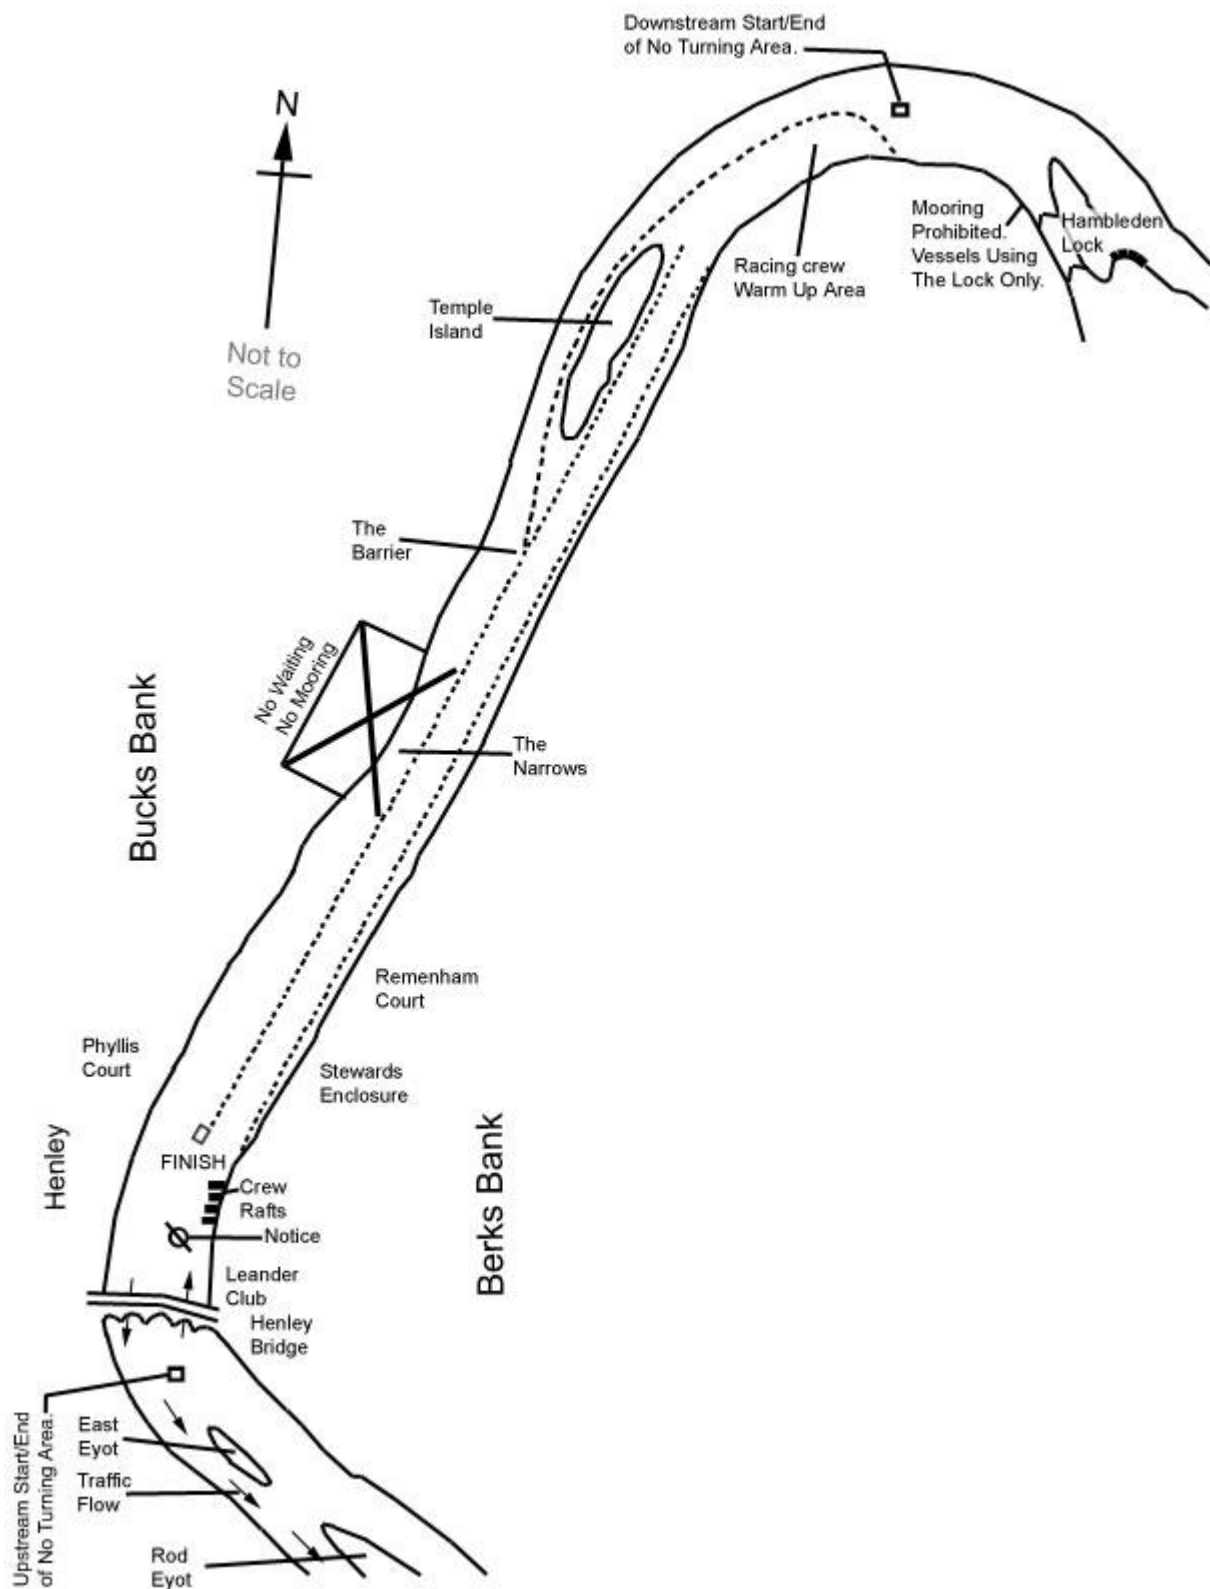 Downstream Start/End
of No Turning Area.
N
Not to
Scale
Mooring
Prohibited.
Vessels Using
The Lock Only.
Hambleden
Lock
Racing crew
Warm Up Area
Temple
Island
The
Barrier
No Waiting
No Mooring
Bucks Bank
The
Narrows
Remenham
Court
Phyllis
Court
Stewards
Enclosure
Henley
FINISH
Berks Bank
Crew
Rafts
Notice
Leander
Club
Henley
Bridge
Upstream Start/End
of No Turning Area.
East
Eyot
Traffic
Flow
Rod
Eyot